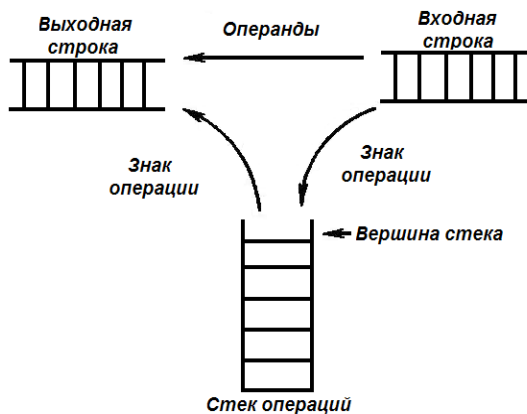 Выходная
строка
Операнды
Входная
строка
Знак
операции
Знак
операции
Вершина стека
Стек операций